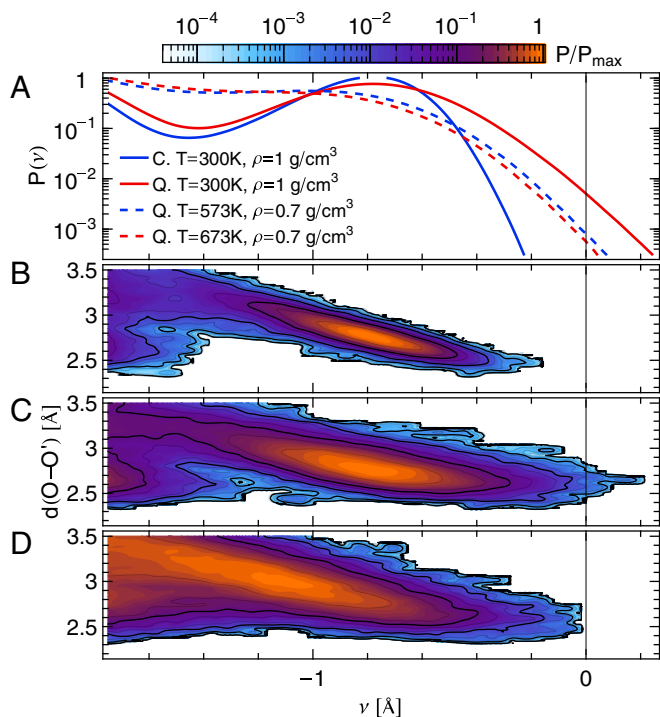 10⁻⁴ 10⁻³ 10⁻² 10⁻¹ 1
P/Pmax
A
P(ν)
1
10⁻¹
10⁻²
10⁻³
C. T=300K, ρ=1 g/cm³
Q. T=300K, ρ=1 g/cm³
Q. T=573K, ρ=0.7 g/cm³
Q. T=673K, ρ=0.7 g/cm³
B
3.5
3
2.5
C
d(O−O') [Å]
3.5
3
2.5
D
3.5
3
2.5
−1 0
ν [Å]